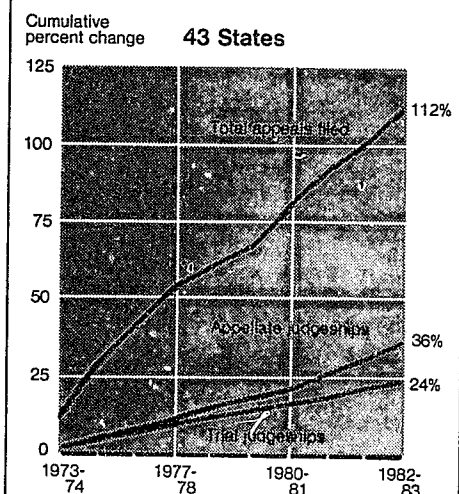 Cumulative
percent change
43 States
125
100
75
50
25
0
Total appeals filed
112%
Appellate judgeships
36%
24%
Trial judgeships
1973-
74
1977-
78
1980-
81
1982-
83